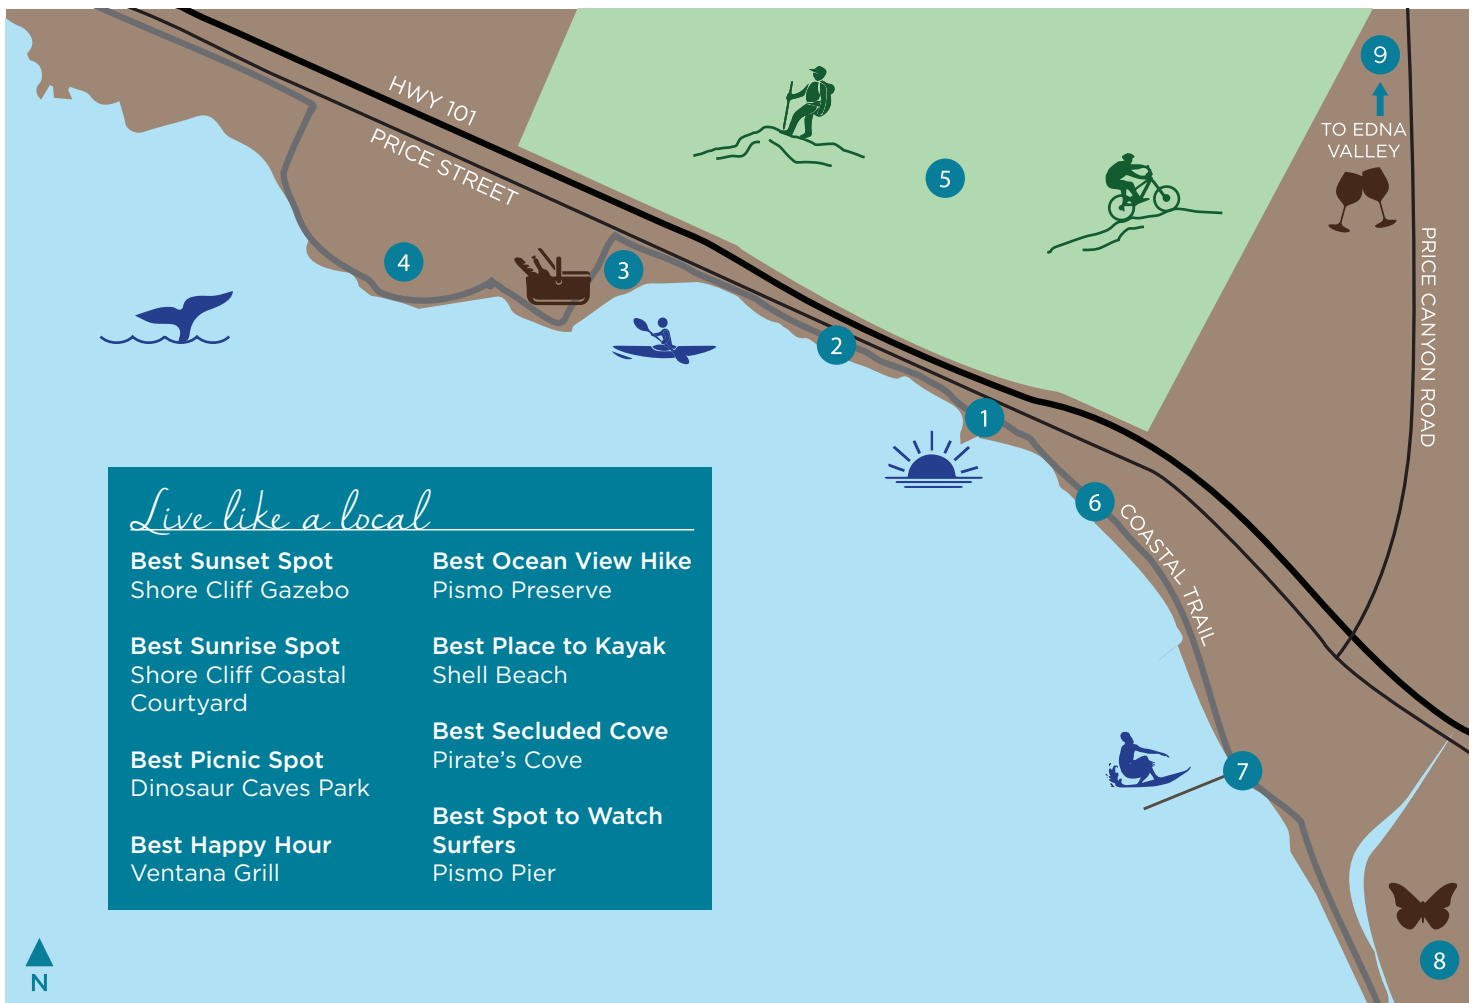 HWY 101
PRICE STREET
9
TO EDNA
VALLEY
5
PRICE CANYON ROAD
4
3
2
1
6
COASTAL TRAIL
7
8
Live like a local
Best Sunset Spot
Shore Cliff Gazebo
Best Sunrise Spot
Shore Cliff Coastal
Courtyard
Best Picnic Spot
Dinosaur Caves Park
Best Happy Hour
Ventana Grill
Best Ocean View Hike
Pismo Preserve
Best Place to Kayak
Shell Beach
Best Secluded Cove
Pirate’s Cove
Best Spot to Watch
Surfers
Pismo Pier
N